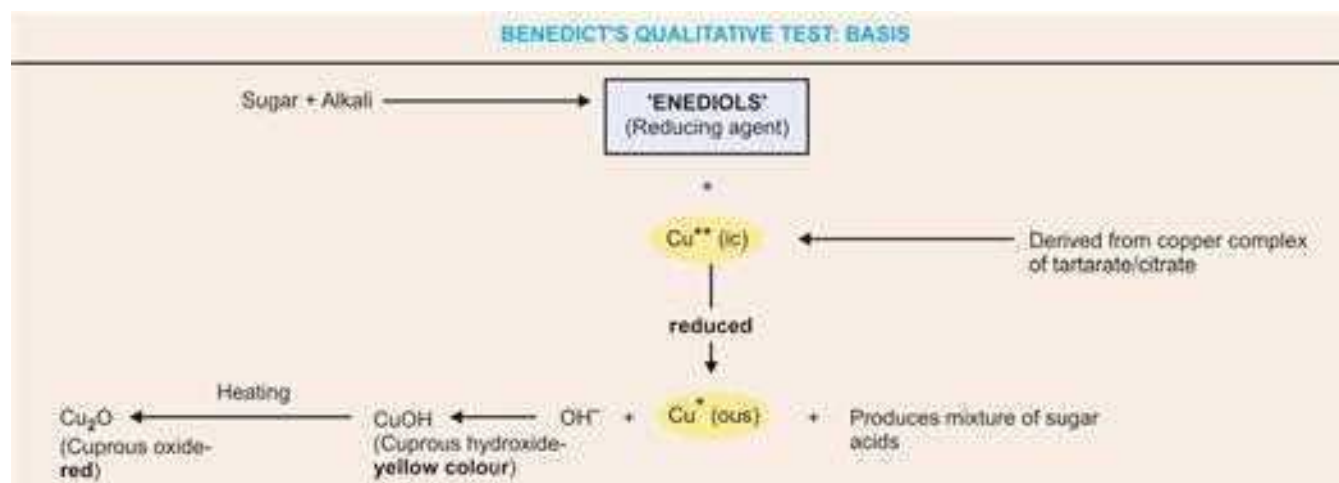 BENEDICT'S QUALITATIVE TEST: BASIS
Sugar + Alkali
'ENEDIOLS'
(Reducing agent)
+
Cu⁺⁺ (ic)
Derived from copper complex
of tartarate/citrate
reduced
Heating
Cu₂O
(Cuprous oxide-
red)
CuOH
(Cuprous hydroxide-
yellow colour)
OH⁻ + Cu⁺ (ous) + Produces mixture of sugar
acids